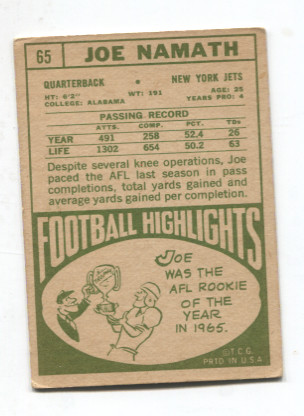 65 JOE NAMATH
QUARTERBACK • NEW YORK JETS
HT: 6'2" WT: 191 AGE: 25
COLLEGE: ALABAMA YEARS PRO: 4
PASSING RECORD
ATTS. COMP. PCT. TDs
YEAR 491 258 52.4 26
LIFE 1302 654 50.2 63
Despite several knee operations, Joe
paced the AFL last season in pass
completions, total yards gained and
average yards gained per completion.
FOOTBALL HIGHLIGHTS
JOE
WAS THE
AFL ROOKIE
OF THE
YEAR
IN 1965.
© T.C.G.
PRTD IN U.S.A.